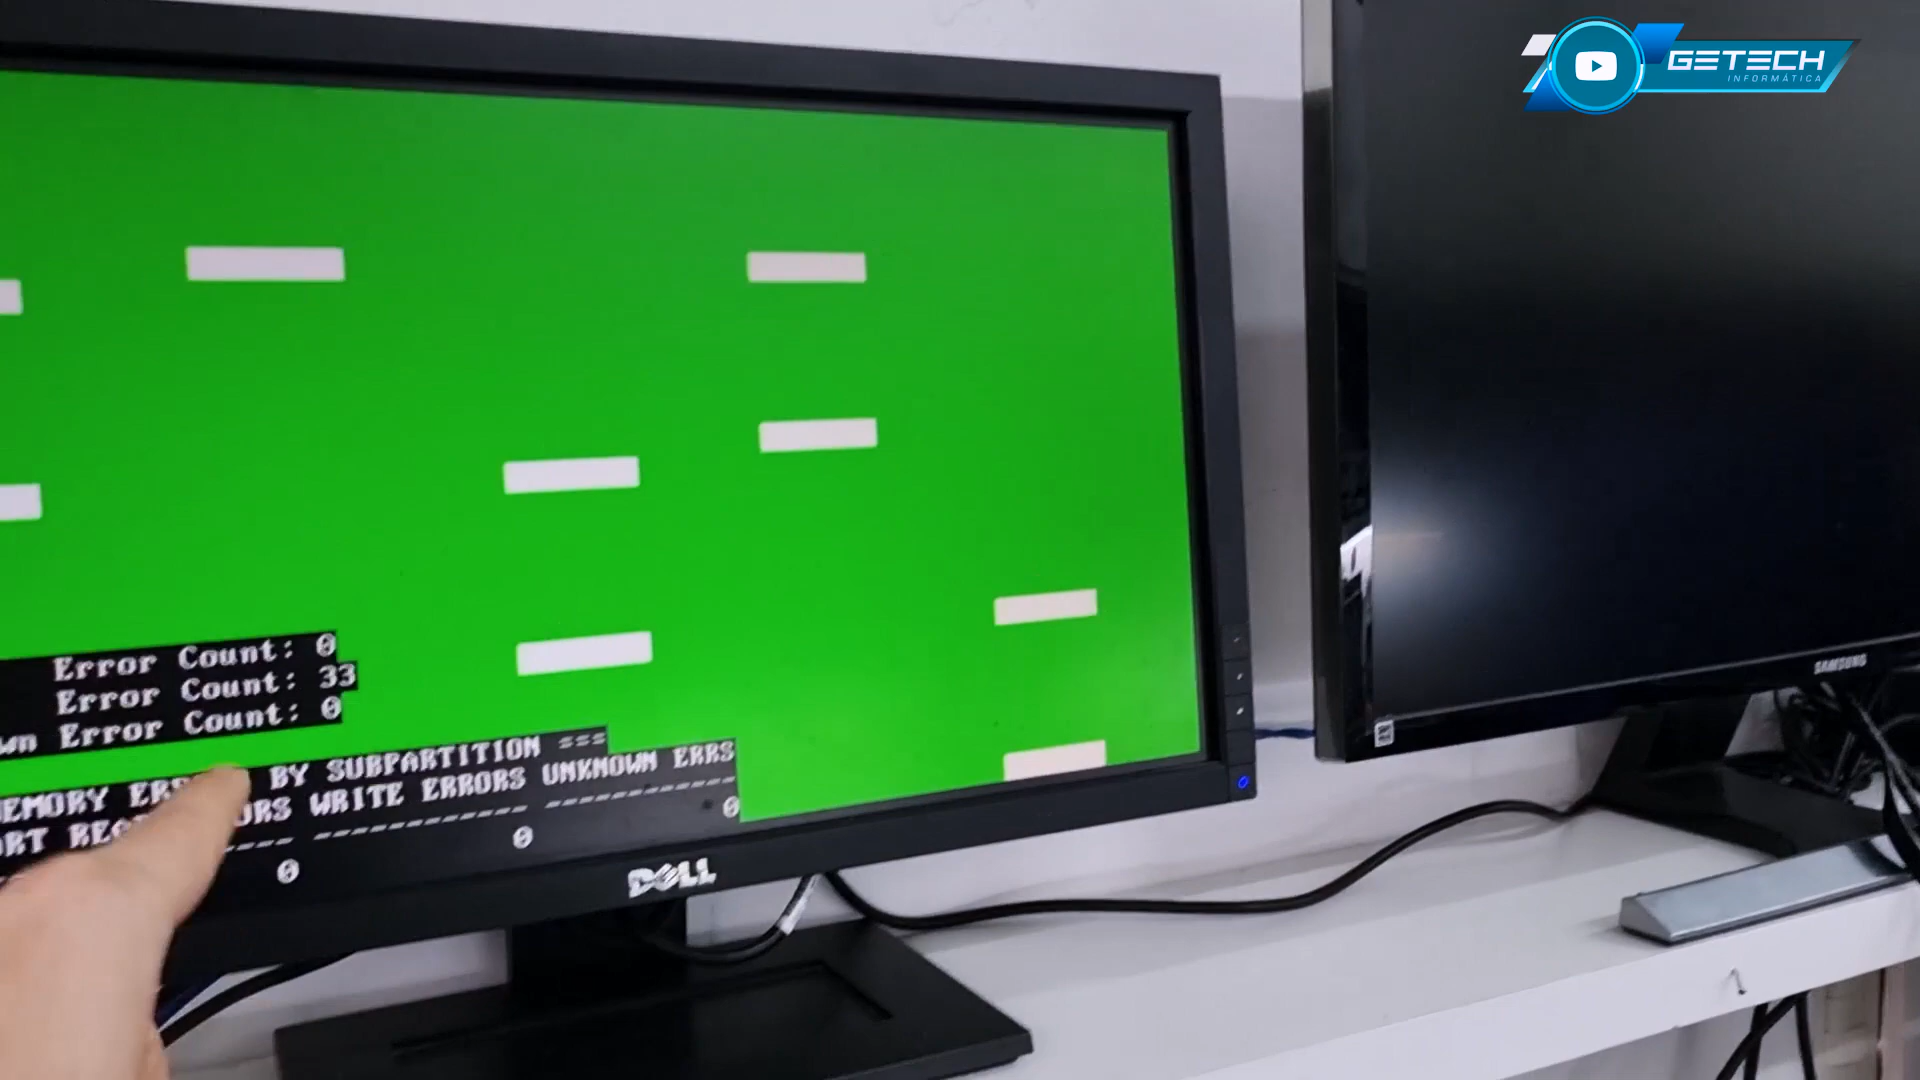 GETECH
INFORMÁTICA
Error Count: 0
Error Count: 33
wn Error Count: 0
BY SUBPARTITION ===
WRITE ERRORS UNKNOWN ERRS
0 0 0
DELL
SAMSUNG